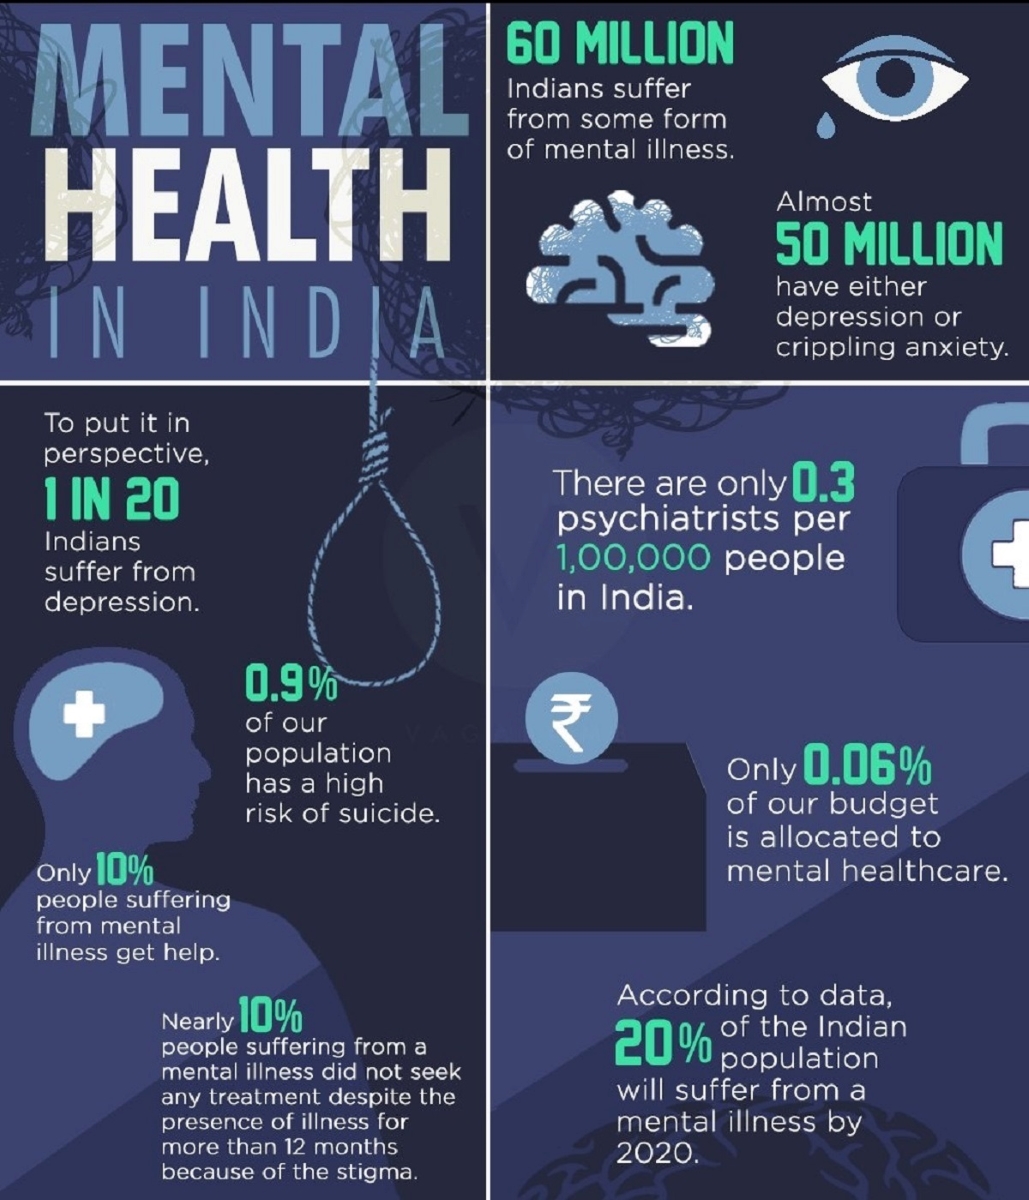 MENTAL
HEALTH
IN INDIA
60 MILLION
Indians suffer
from some form
of mental illness.
Almost
50 MILLION
have either
depression or
crippling anxiety.
To put it in
perspective,
1 IN 20
Indians
suffer from
depression.
0.9%
of our
population
has a high
risk of suicide.
Only 10%
people suffering
from mental
illness get help.
Nearly 10%
people suffering from a
mental illness did not seek
any treatment despite the
presence of illness for
more than 12 months
because of the stigma.
There are only 0.3
psychiatrists per
1,00,000 people
in India.
₹
Only 0.06%
of our budget
is allocated to
mental healthcare.
According to data,
20% of the Indian
population
will suffer from a
mental illness by
2020.